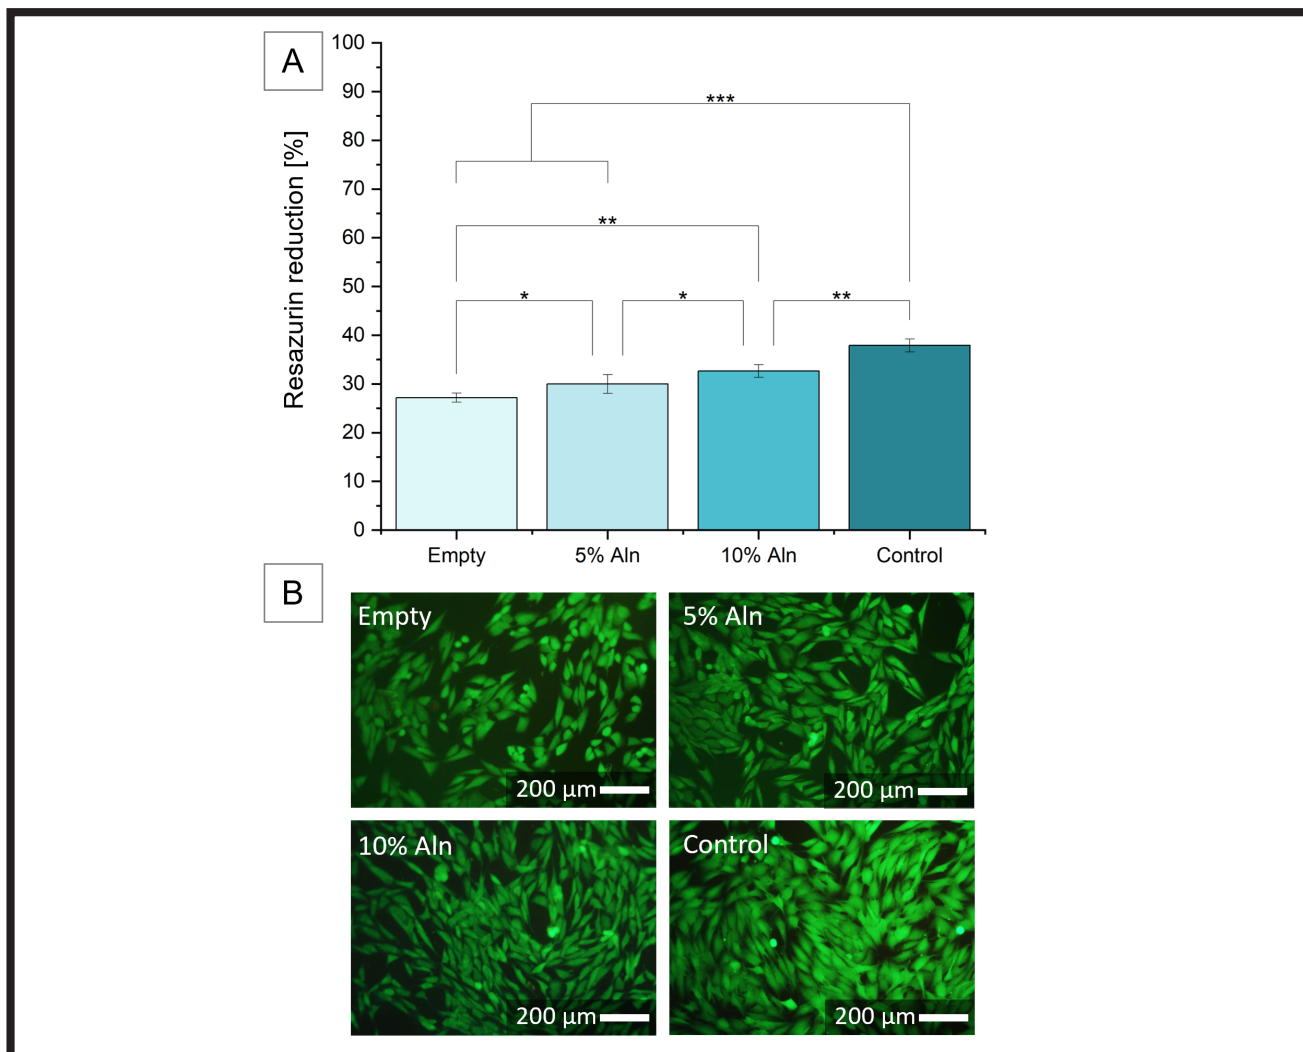 A
Resazurin reduction [%]
100
90
80
70
60
50
40
30
20
10
0
***
**
*
*
**
Empty
5% Aln
10% Aln
Control
B
Empty
200 µm
5% Aln
200 µm
10% Aln
200 µm
Control
200 µm